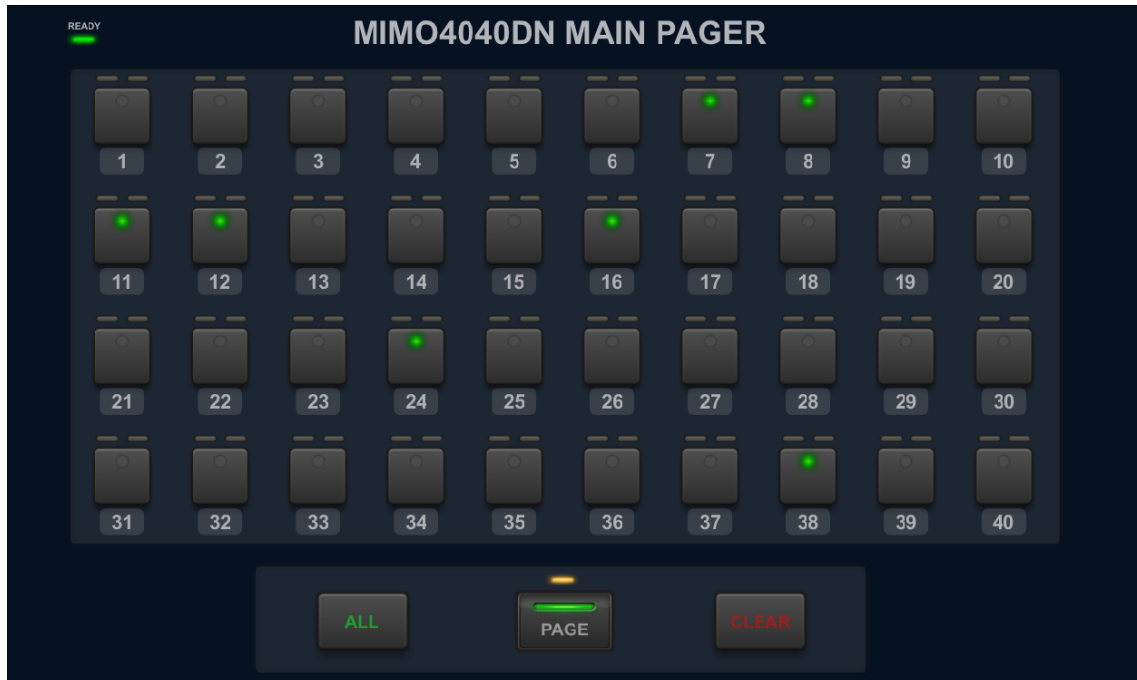 READY
MIMO4040DN MAIN PAGER
1 2 3 4 5 6 7 8 9 10
11 12 13 14 15 16 17 18 19 20
21 22 23 24 25 26 27 28 29 30
31 32 33 34 35 36 37 38 39 40
ALL PAGE CLEAR